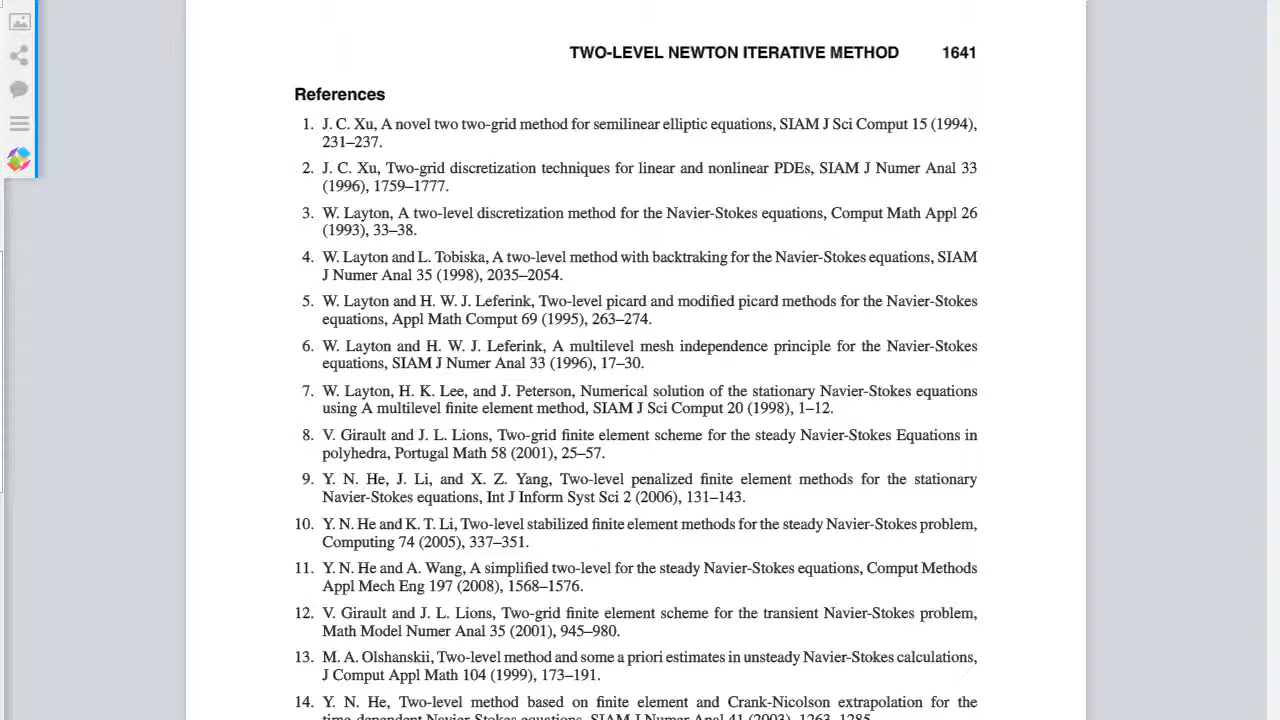 TWO-LEVEL NEWTON ITERATIVE METHOD 1641
References
1. J. C. Xu, A novel two two-grid method for semilinear elliptic equations, SIAM J Sci Comput 15 (1994),
231–237.
2. J. C. Xu, Two-grid discretization techniques for linear and nonlinear PDEs, SIAM J Numer Anal 33
(1996), 1759–1777.
3. W. Layton, A two-level discretization method for the Navier-Stokes equations, Comput Math Appl 26
(1993), 33–38.
4. W. Layton and L. Tobiska, A two-level method with backtraking for the Navier-Stokes equations, SIAM
J Numer Anal 35 (1998), 2035–2054.
5. W. Layton and H. W. J. Leferink, Two-level picard and modified picard methods for the Navier-Stokes
equations, Appl Math Comput 69 (1995), 263–274.
6. W. Layton and H. W. J. Leferink, A multilevel mesh independence principle for the Navier-Stokes
equations, SIAM J Numer Anal 33 (1996), 17–30.
7. W. Layton, H. K. Lee, and J. Peterson, Numerical solution of the stationary Navier-Stokes equations
using A multilevel finite element method, SIAM J Sci Comput 20 (1998), 1–12.
8. V. Girault and J. L. Lions, Two-grid finite element scheme for the steady Navier-Stokes Equations in
polyhedra, Portugal Math 58 (2001), 25–57.
9. Y. N. He, J. Li, and X. Z. Yang, Two-level penalized finite element methods for the stationary
Navier-Stokes equations, Int J Inform Syst Sci 2 (2006), 131–143.
10. Y. N. He and K. T. Li, Two-level stabilized finite element methods for the steady Navier-Stokes problem,
Computing 74 (2005), 337–351.
11. Y. N. He and A. Wang, A simplified two-level for the steady Navier-Stokes equations, Comput Methods
Appl Mech Eng 197 (2008), 1568–1576.
12. V. Girault and J. L. Lions, Two-grid finite element scheme for the transient Navier-Stokes problem,
Math Model Numer Anal 35 (2001), 945–980.
13. M. A. Olshanskii, Two-level method and some a priori estimates in unsteady Navier-Stokes calculations,
J Comput Appl Math 104 (1999), 173–191.
14. Y. N. He, Two-level method based on finite element and Crank-Nicolson extrapolation for the
time-dependent Navier-Stokes equations, SIAM J Numer Anal 41 (2003), 1263–1285.